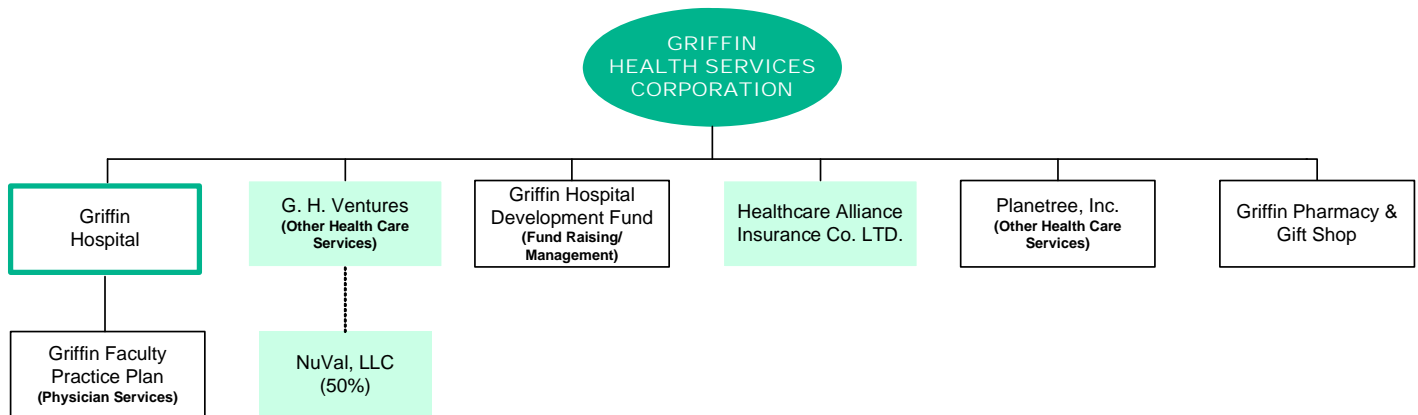 GRIFFIN
HEALTH SERVICES
CORPORATION
Griffin
Hospital
G. H. Ventures
(Other Health Care
Services)
Griffin Hospital
Development Fund
(Fund Raising/
Management)
Healthcare Alliance
Insurance Co. LTD.
Planetree, Inc.
(Other Health Care
Services)
Griffin Pharmacy &
Gift Shop
Griffin Faculty
Practice Plan
(Physician Services)
NuVal, LLC
(50%)